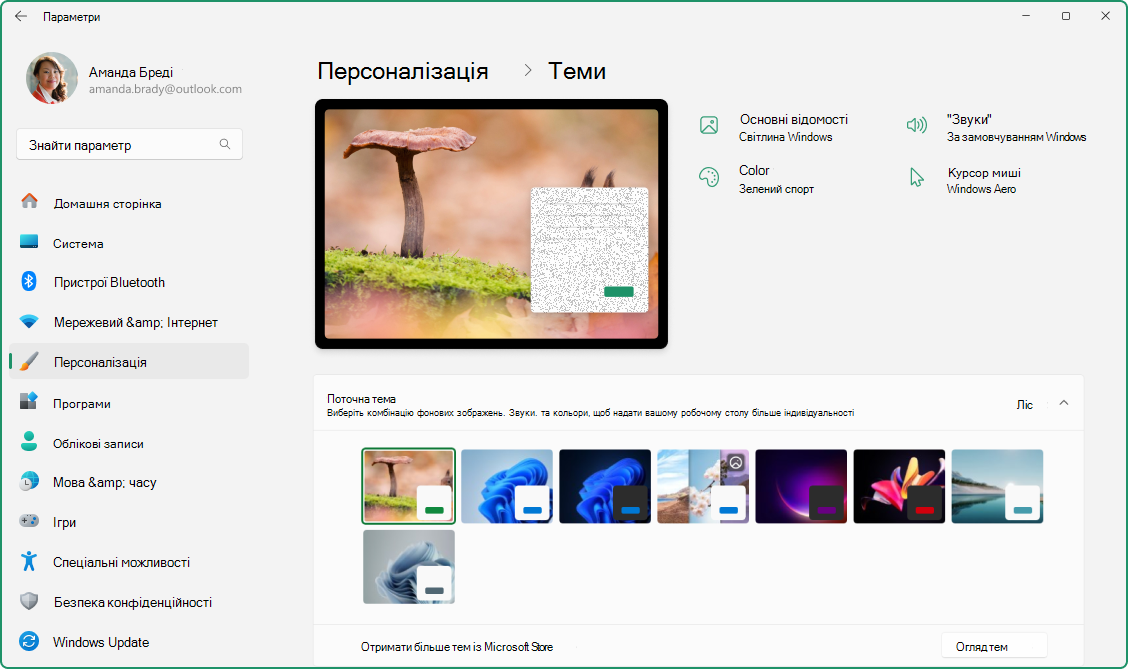 Параметри
Аманда Бреді
amanda.brady@outlook.com
Знайти параметр
Домашня сторінка
Система
Пристрої Bluetooth
Мережевий &amp; Інтернет
Персоналізація
Програми
Облікові записи
Мова &amp; часу
Ігри
Спеціальні можливості
Безпека конфіденційності
Windows Update
Персоналізація > Теми
Основні відомості
Світлина Windows
"Звуки"
За замовчуванням Windows
Color
Зелений спорт
Курсор миші
Windows Aero
Поточна тема
Виберіть комбінацію фонових зображень. Звуки. та кольори, щоб надати вашому робочому столу більше індивідуальності
Ліс
Отримати більше тем із Microsoft Store
Огляд тем